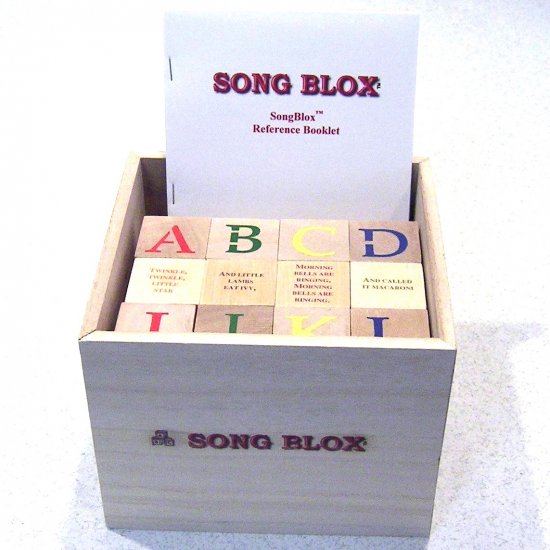 SONG BLOX
SongBlox™
Reference Booklet
A B C D
TWINKLE,
TWINKLE,
LITTLE
STAR
AND LITTLE
LAMBS
EAT IVY,
MORNING
BELLS ARE
RINGING.
MORNING
BELLS ARE
RINGING.
AND CALLED
IT MACARONI
I J K L
SONG BLOX